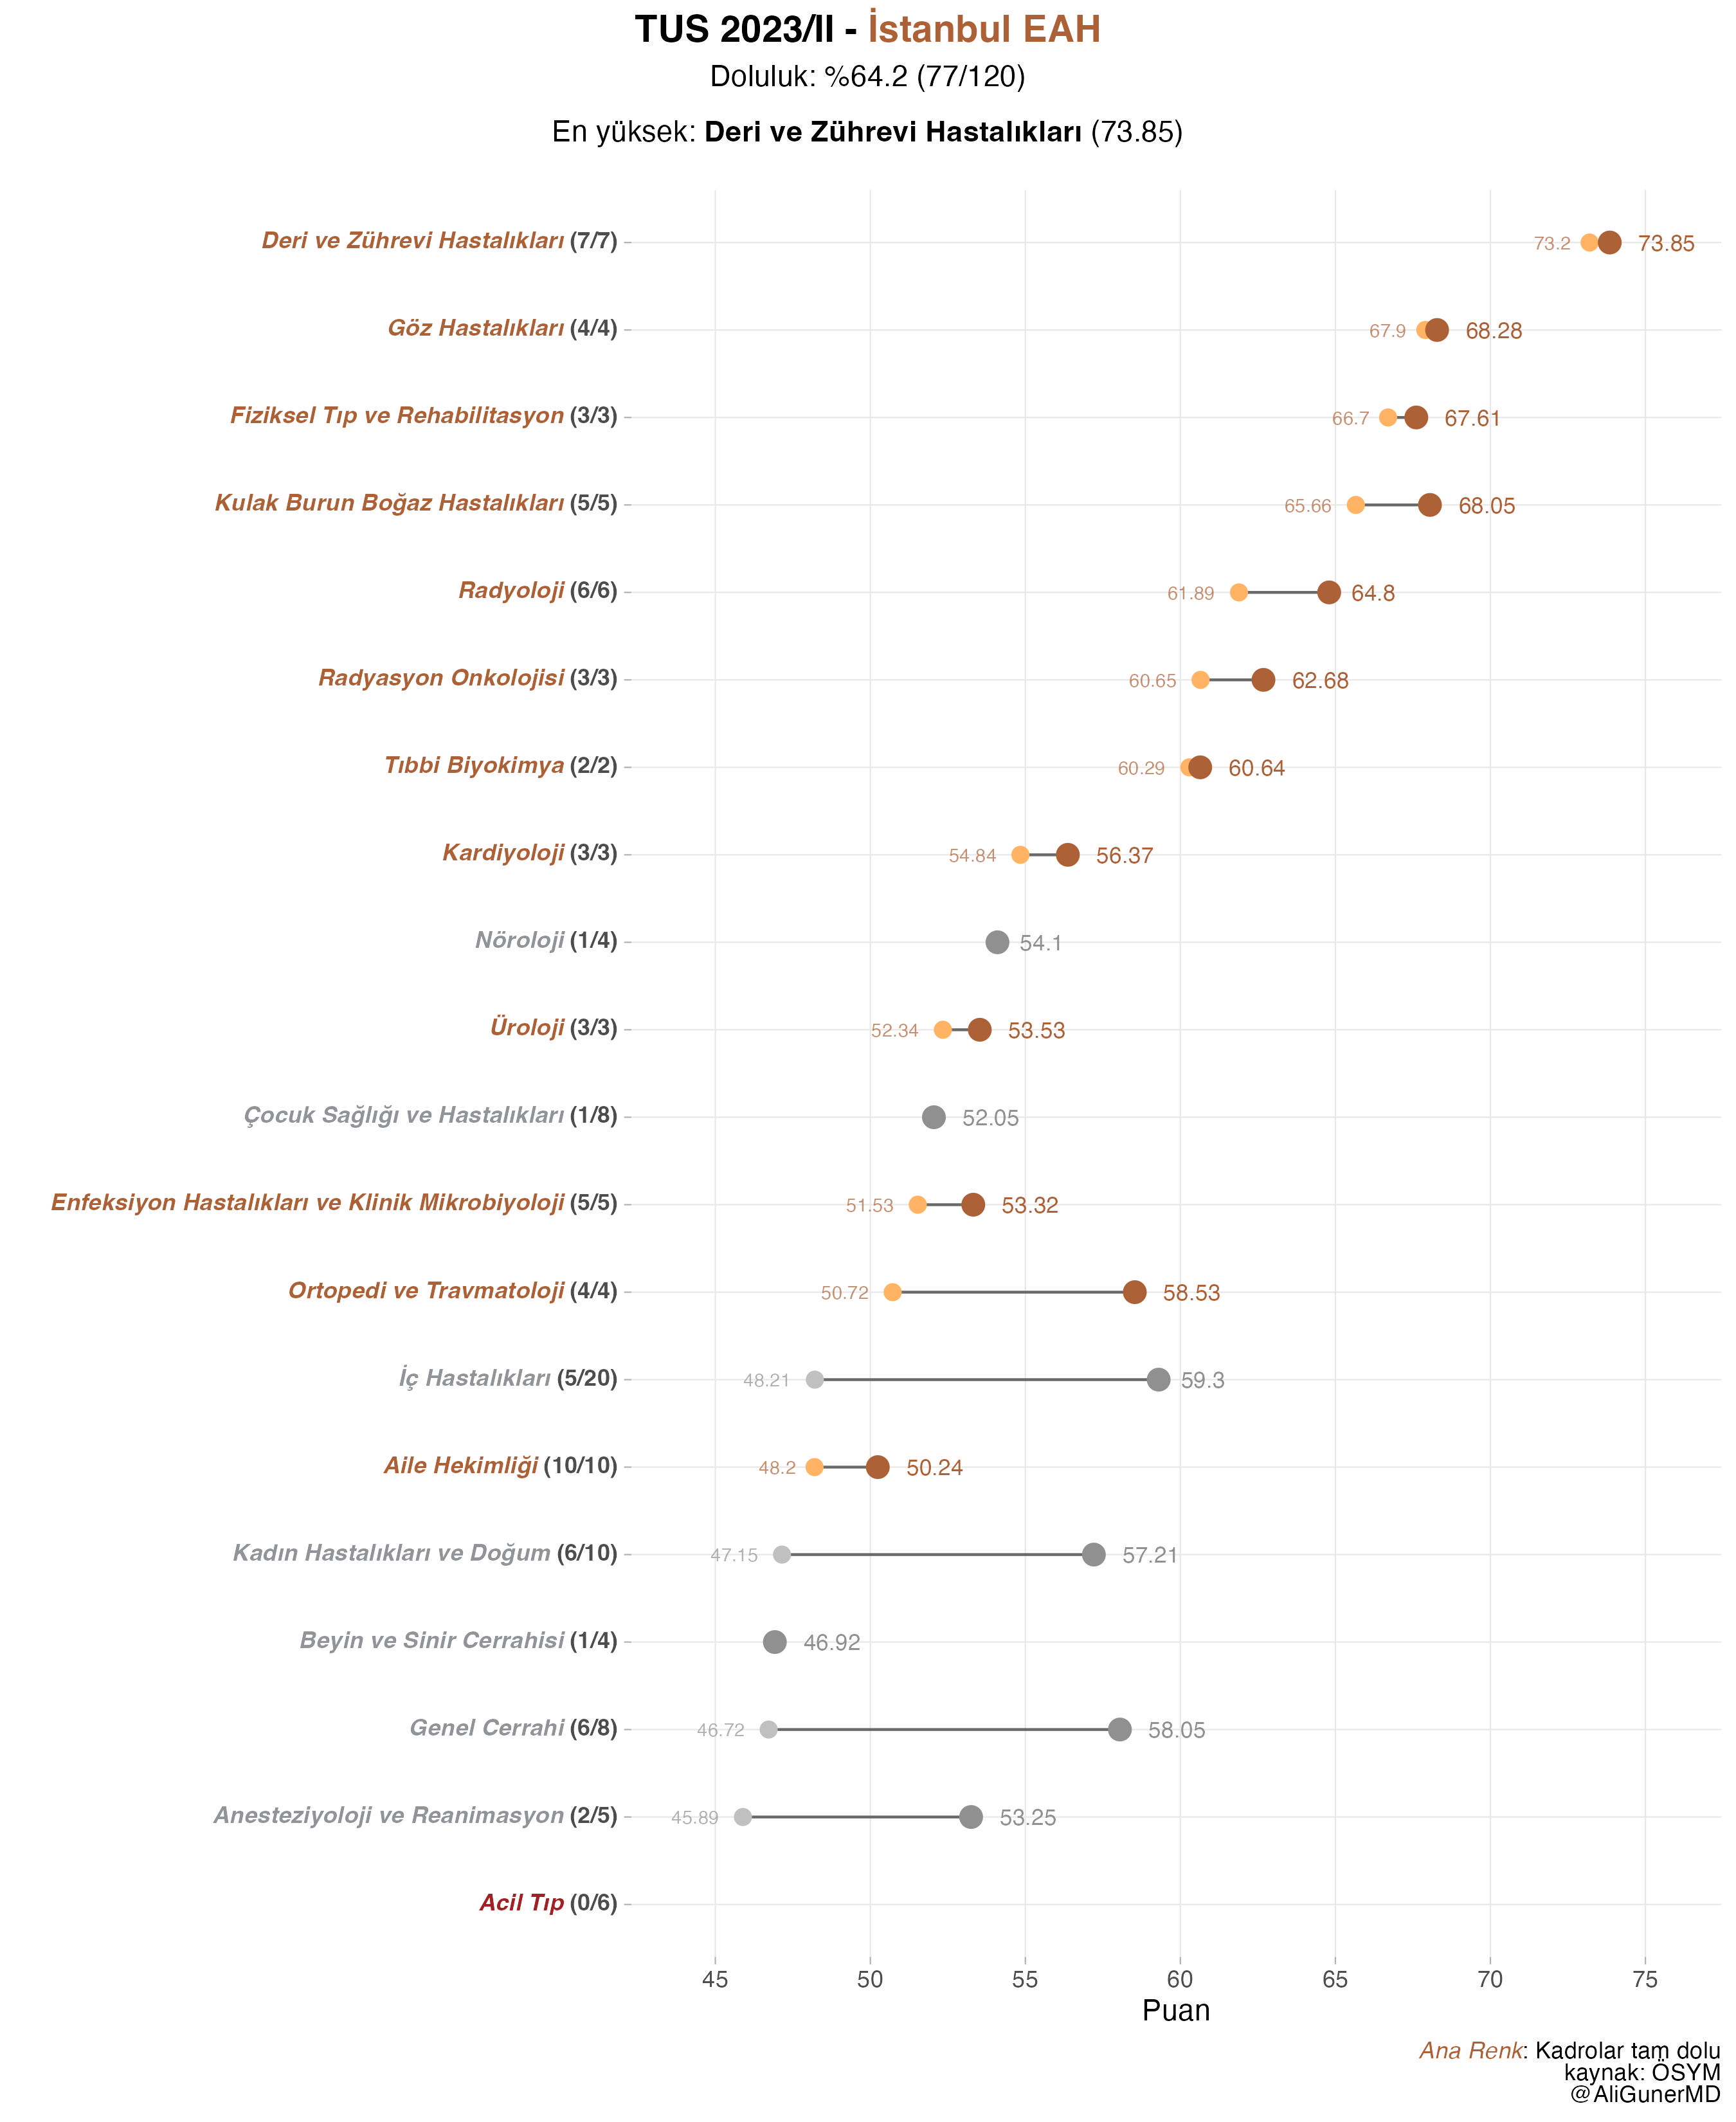 TUS 2023/II - İstanbul EAH
Doluluk: %64.2 (77/120)
En yüksek: Deri ve Zührevi Hastalıkları (73.85)
Deri ve Zührevi Hastalıkları (7/7) 73.2 73.85
Göz Hastalıkları (4/4) 67.9 68.28
Fiziksel Tıp ve Rehabilitasyon (3/3) 66.7 67.61
Kulak Burun Boğaz Hastalıkları (5/5) 65.66 68.05
Radyoloji (6/6) 61.89 64.8
Radyasyon Onkolojisi (3/3) 60.65 62.68
Tıbbi Biyokimya (2/2) 60.29 60.64
Kardiyoloji (3/3) 54.84 56.37
Nöroloji (1/4) 54.1
Üroloji (3/3) 52.34 53.53
Çocuk Sağlığı ve Hastalıkları (1/8) 52.05
Enfeksiyon Hastalıkları ve Klinik Mikrobiyoloji (5/5) 51.53 53.32
Ortopedi ve Travmatoloji (4/4) 50.72 58.53
İç Hastalıkları (5/20) 48.21 59.3
Aile Hekimliği (10/10) 48.2 50.24
Kadın Hastalıkları ve Doğum (6/10) 47.15 57.21
Beyin ve Sinir Cerrahisi (1/4) 46.92
Genel Cerrahi (6/8) 46.72 58.05
Anesteziyoloji ve Reanimasyon (2/5) 45.89 53.25
Acil Tıp (0/6)
45 50 55 60 65 70 75
Puan
Ana Renk: Kadrolar tam dolu
kaynak: ÖSYM
@AliGunerMD